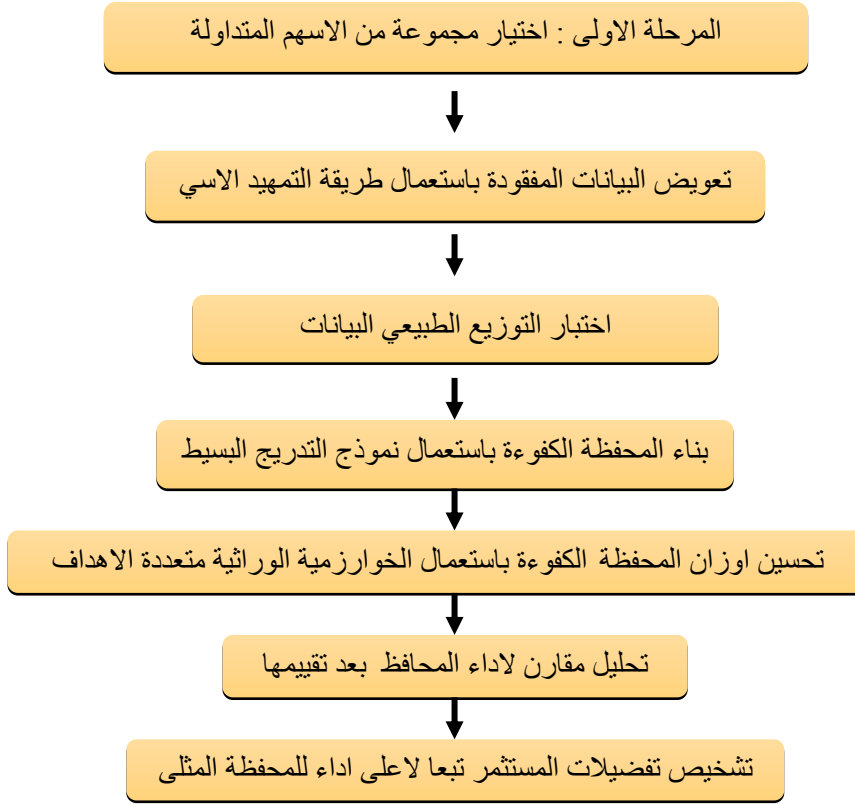 المرحلة الاولى : اختيار مجموعة من الاسهم المتداولة
تعويض البيانات المفقودة باستعمال طريقة التمهيد الاسي
اختبار التوزيع الطبيعي البيانات
بناء المحفظة الكفوءة باستعمال نموذج التدريج البسيط
تحسين اوزان المحفظة الكفوءة باستعمال الخوارزمية الوراثية متعددة الاهداف
تحليل مقارن لاداء المحافظ بعد تقييمها
تشخيص تفضيلات المستثمر تبعا لاعلى اداء للمحفظة المثلى